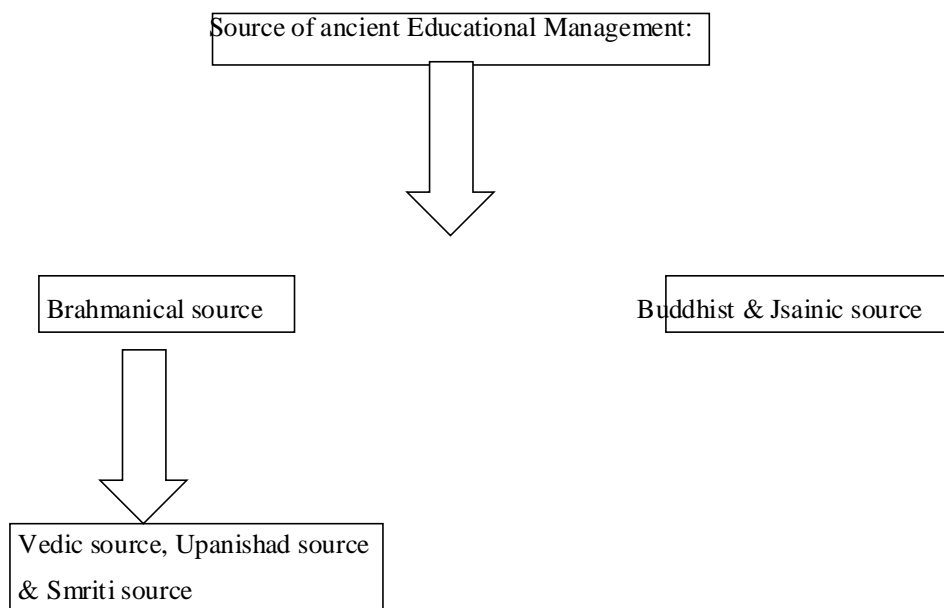 Source of ancient Educational Management:
Brahmanical source
Buddhist & Jsainic source
Vedic source, Upanishad source
& Smriti source